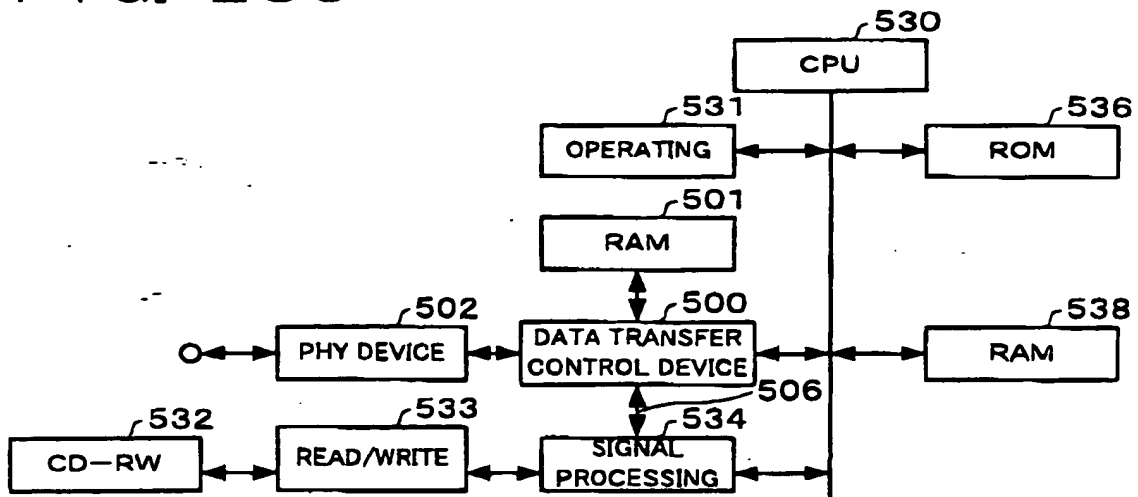 530
CPU
531
536
OPERATING
ROM
501
RAM
502
500
538
PHY DEVICE
DATA TRANSFER
CONTROL DEVICE
RAM
506
532
533
534
CD-RW
READ/WRITE
SIGNAL
PROCESSING